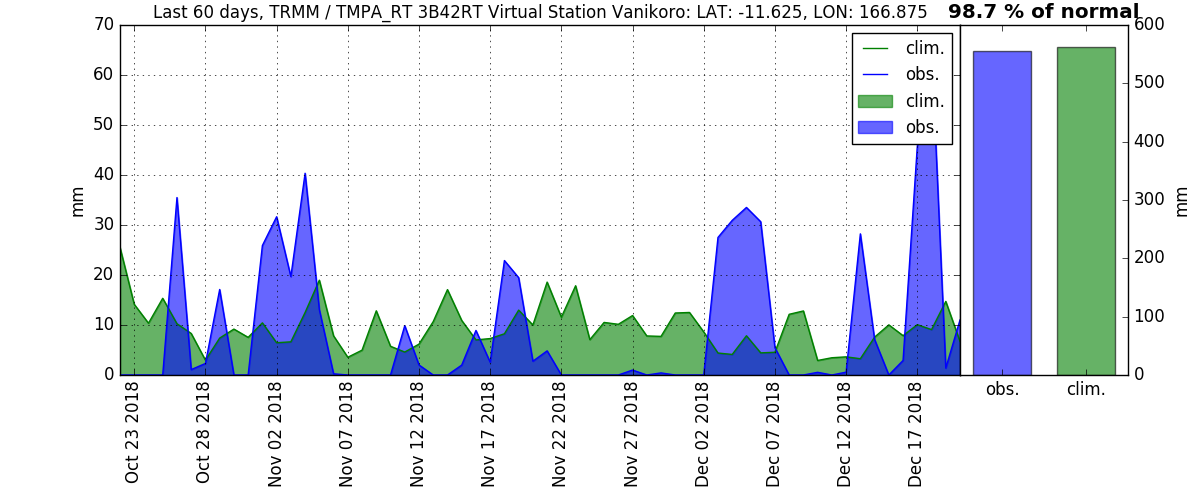 Last 60 days, TRMM / TMPA_RT 3B42RT Virtual Station Vanikoro: LAT: -11.625, LON: 166.875
98.7 % of normal
70
60
50
40
30
20
10
0
mm
clim.
obs.
clim.
obs.
600
500
400
300
200
100
0
mm
obs.
clim.
Oct 23 2018
Oct 28 2018
Nov 02 2018
Nov 07 2018
Nov 12 2018
Nov 17 2018
Nov 22 2018
Nov 27 2018
Dec 02 2018
Dec 07 2018
Dec 12 2018
Dec 17 2018